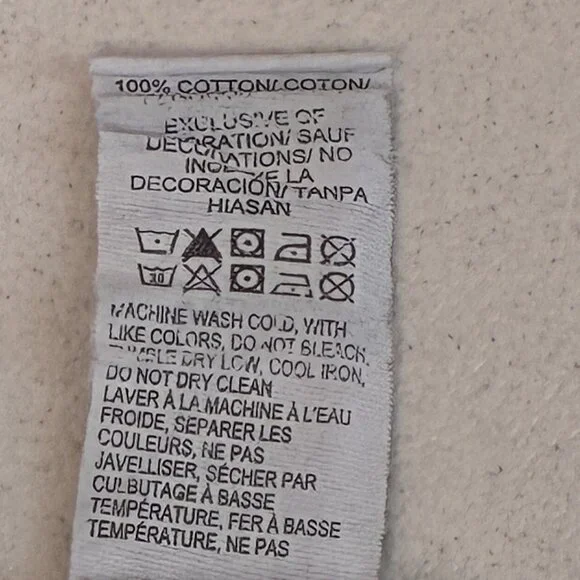 100% COTTON/ COTON/
EXCLUSIVE OF
DECORATION/ SAUF
DÉCORATIONS/ NO
INCLUYE LA
DECORACIÓN/ TANPA
HIASAN
30
MACHINE WASH COLD, WITH
LIKE COLORS, DO NOT BLEACH,
TUMBLE DRY LOW, COOL IRON,
DO NOT DRY CLEAN
LAVER À LA MACHINE À L'EAU
FROIDE, SÉPARER LES
COULEURS, NE PAS
JAVELLISER, SÉCHER PAR
CULBUTAGE À BASSE
TEMPÉRATURE, FER À BASSE
TEMPÉRATURE, NE PAS